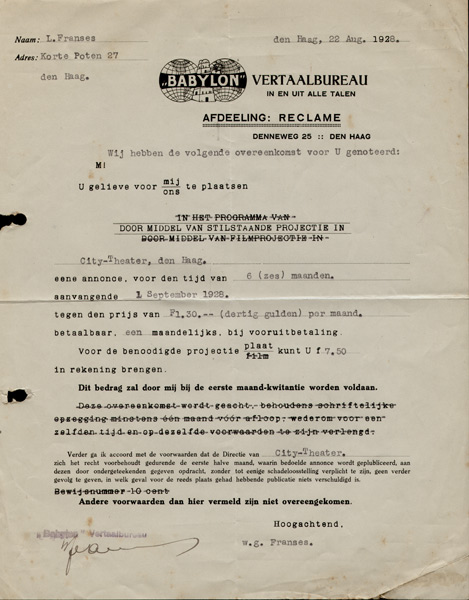 Naam: L.Franses
den Haag, 22 Aug. 1928.
Adres: Korte Poten 27
den Haag.
„BABYLON” VERTAALBUREAU
IN EN UIT ALLE TALEN
AFDEELING: RECLAME
DENNEWEG 25 :: DEN HAAG
Wij hebben de volgende overeenkomst voor U genoteerd:
M!
U gelieve voor mij/ons te plaatsen
IN HET PROGRAMMA VAN
DOOR MIDDEL VAN STILSTAANDE PROJECTIE IN
DOOR MIDDEL VAN FILMPROJECTIE IN
City-Theater, den Haag.
eene annonce, voor den tijd van 6 (zes) maanden.
aanvangende 1 September 1928.
tegen den prijs van Fl.30.-- (dertig gulden) per maand.
betaalbaar, een maandelijks, bij vooruitbetaling.
Voor de benoodigde projectie plaat/film kunt U f 7.50
in rekening brengen.
Dit bedrag zal door mij bij de eerste maand-kwitantie worden voldaan.
Deze overeenkomst wordt geacht, behoudens schriftelijke
opzegging minstens één maand vóór afloop, wederom voor een
zelfden tijd en op dezelfde voorwaarden te zijn verlengd.
Verder ga ik accoord met de voorwaarden dat de Directie van City-Theater.
zich het recht voorbehoudt gedurende de eerste halve maand, waarin bedoelde annonce wordt gepubliceerd, aan
deze order ontegenzeglijk gegeven opdracht, zonder tot eenige schadeloosstelling verplicht te zijn, geen verder
gevolg te geven, in welk geval voor de reeds plaats gehad hebbende publicatie niets verschuldigd is.
Bewijsnummer 10 cent
Andere voorwaarden dan hier vermeld zijn niet overeengekomen.
Hoogachtend,
Babylon Vertaalbureau
w.g. Franses.